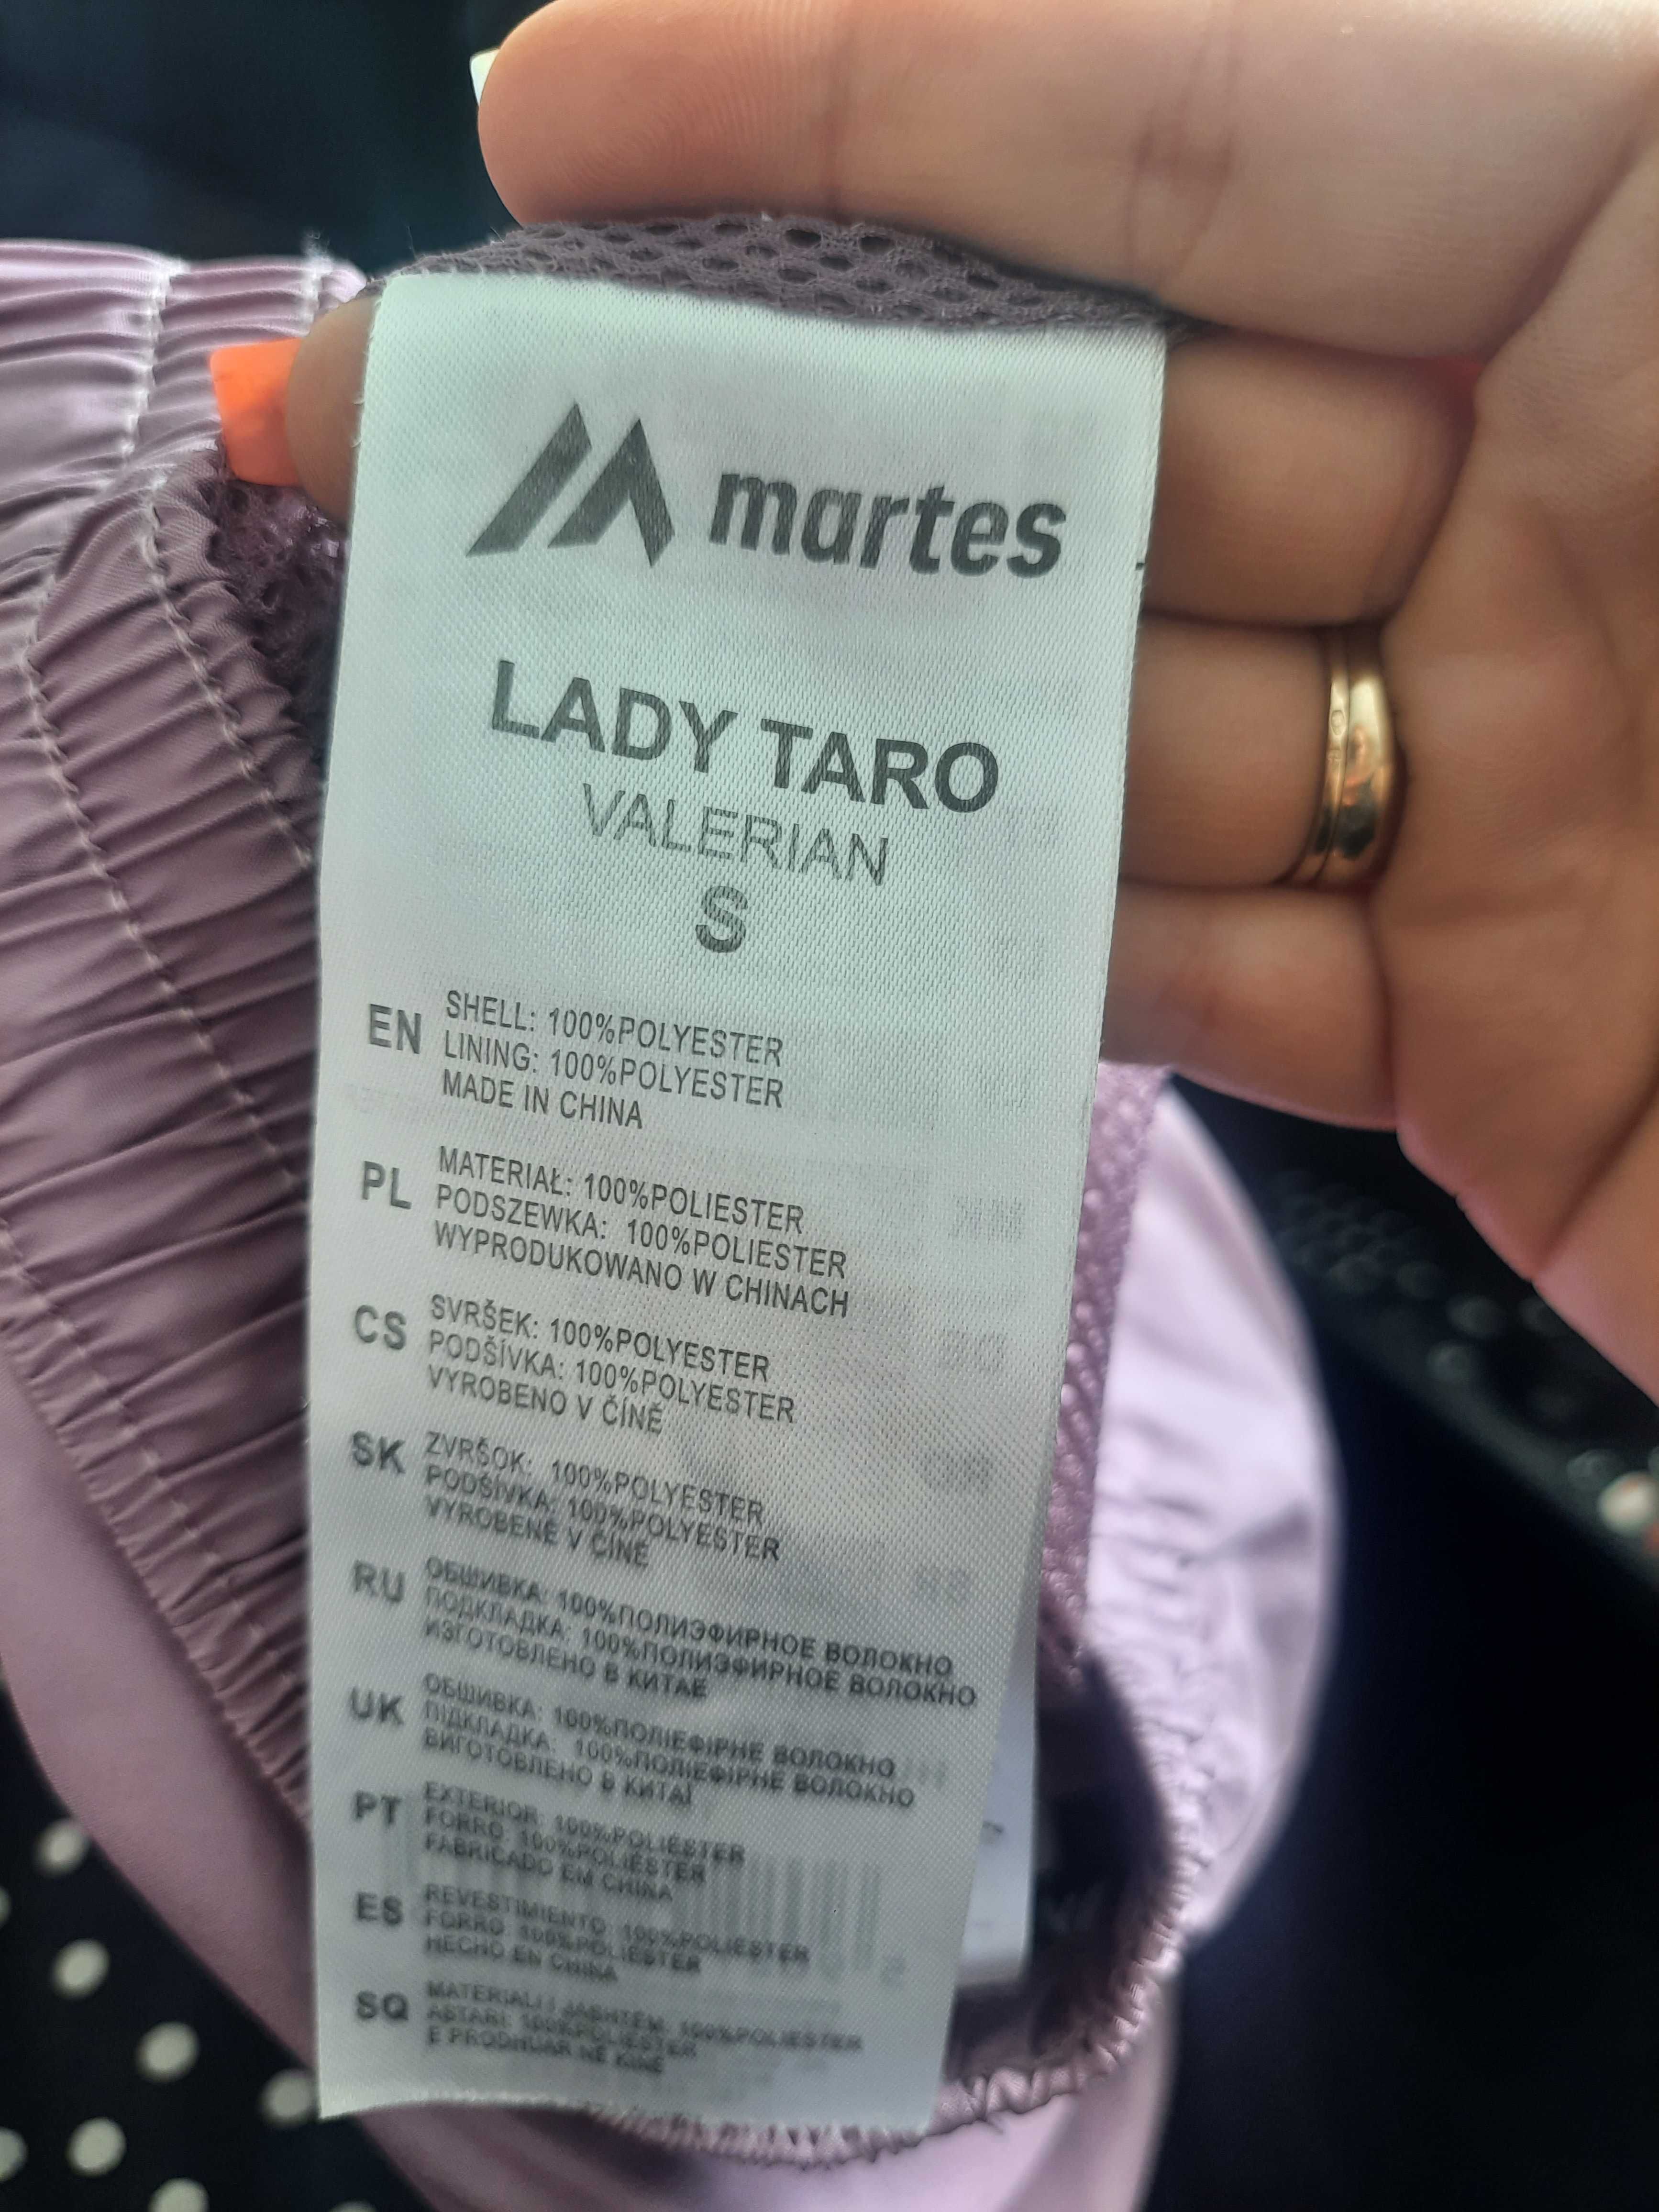 martes
LADY TARO
VALERIAN
S
EN
SHELL: 100%POLYESTER
LINING: 100%POLYESTER
MADE IN CHINA
PL
MATERIAŁ: 100%POLIESTER
PODSZEWKA: 100%POLIESTER
WYPRODUKOWANO W CHINACH
CS
SVRŠEK: 100%POLYESTER
PODŠÍVKA: 100%POLYESTER
VYROBENO V ČÍNĚ
SK
ZVRŠOK: 100%POLYESTER
PODŠÍVKA: 100%POLYESTER
VYROBENÉ V ČÍNE
RU
ОБШИВКА: 100%ПОЛИЭФИРНОЕ ВОЛОКНО
ПОДКЛАДКА: 100%ПОЛИЭФИРНОЕ ВОЛОКНО
ИЗГОТОВЛЕНО В КИТАЕ
UK
ОБШИВКА: 100%ПОЛІЕФІРНЕ ВОЛОКНО
ПІДКЛАДКА: 100%ПОЛІЕФІРНЕ ВОЛОКНО
ВИГОТОВЛЕНО В КИТАЇ
PT
EXTERIOR: 100%POLIÉSTER
FORRO: 100%POLIÉSTER
FABRICADO EM CHINA
ES
REVESTIMIENTO: 100%POLIESTER
FORRO: 100%POLIESTER
HECHO EN CHINA
SQ
MATERIALI I JASHTËM: 100%POLIESTER
ASTARI: 100%POLIESTER
E PRODHUAR NË KINË